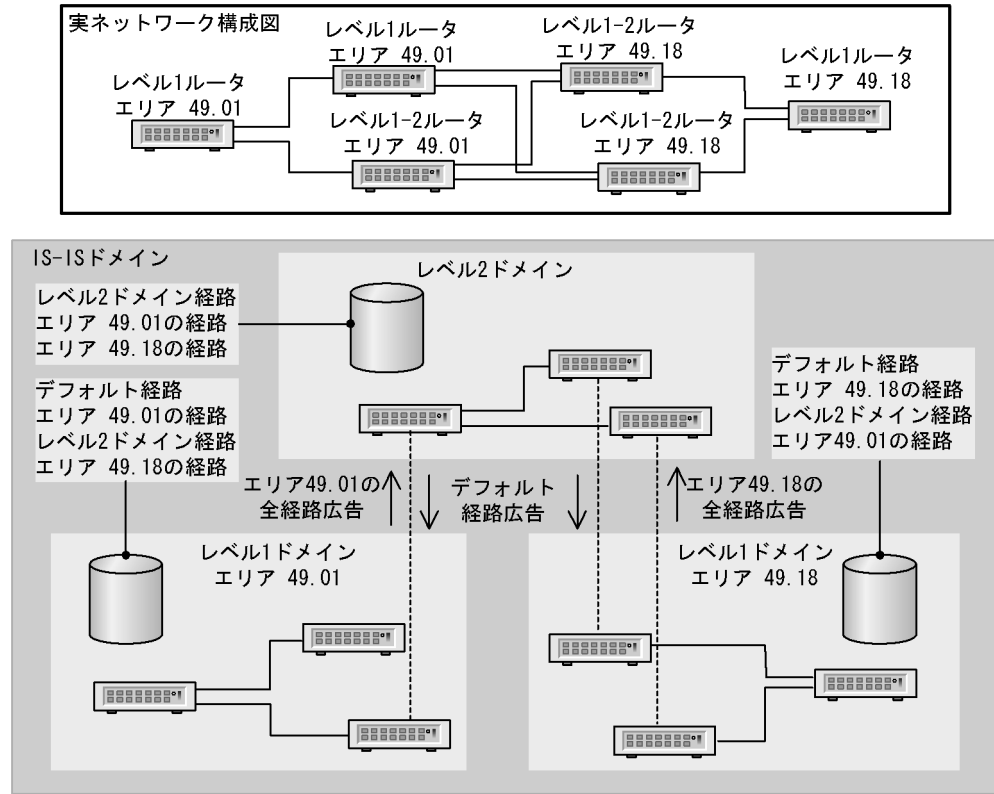 実ネットワーク構成図
レベル1ルータ
エリア 49.01
レベル1ルータ
エリア 49.01
レベル1-2ルータ
エリア 49.18
レベル1ルータ
エリア 49.18
レベル1-2ルータ
エリア 49.01
レベル1-2ルータ
エリア 49.18
IS-ISドメイン
レベル2ドメイン
レベル2ドメイン経路
エリア 49.01の経路
エリア 49.18の経路
デフォルト経路
エリア 49.01の経路
レベル2ドメイン経路
エリア 49.18の経路
デフォルト経路
エリア 49.18の経路
レベル2ドメイン経路
エリア49.01の経路
エリア49.01の
全経路広告
デフォルト
経路広告
エリア49.18の
全経路広告
レベル1ドメイン
エリア 49.01
レベル1ドメイン
エリア 49.18